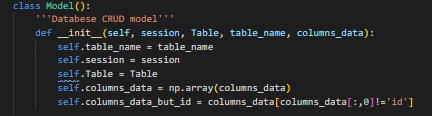 class Model():
    '''Databese CRUD model'''
    def __init__(self, session, Table, table_name, columns_data):
        self.table_name = table_name
        self.session = session
        self.Table = Table
        self.columns_data = np.array(columns_data)
        self.columns_data_but_id = columns_data[columns_data[:,0]!='id']